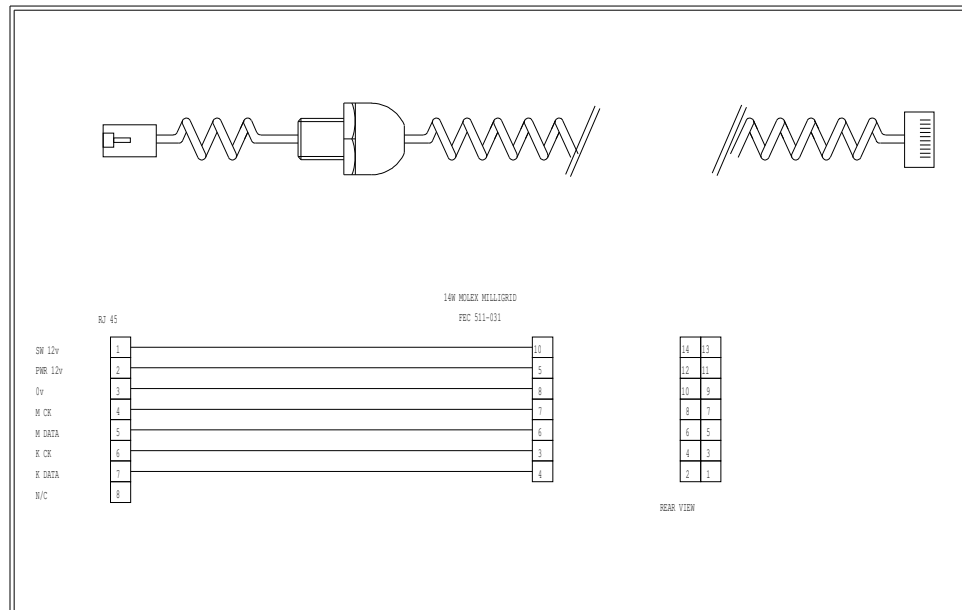 14W MOLEX MILLIGRID
FEC 511-031
RJ 45
SW 12v 1 10 14 13
PWR 12v 2 5 12 11
0v 3 8 10 9
M CK 4 7 8 7
M DATA 5 6 6 5
K CK 6 3 4 3
K DATA 7 4 2 1
N/C 8
REAR VIEW